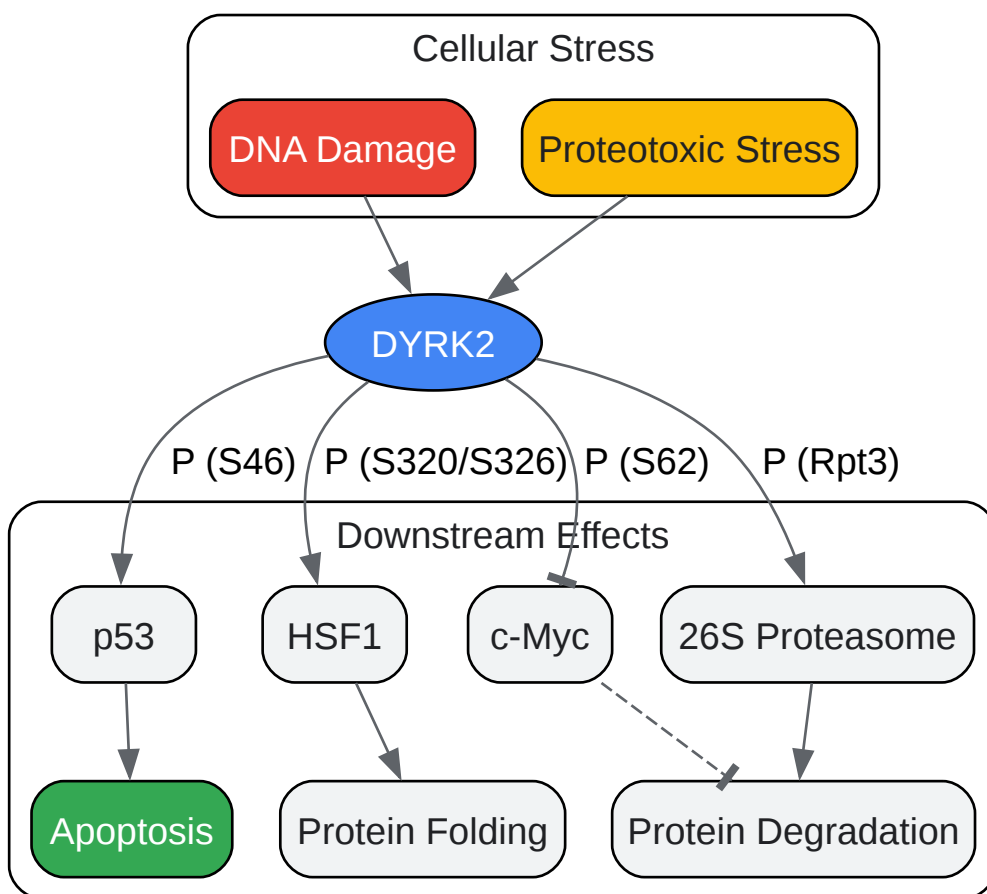 Cellular Stress
DNA Damage
Proteotoxic Stress
DYRK2
P (S46)
P (S320/S326)
P (S62)
P (Rpt3)
Downstream Effects
p53
HSF1
c-Myc
26S Proteasome
Apoptosis
Protein Folding
Protein Degradation